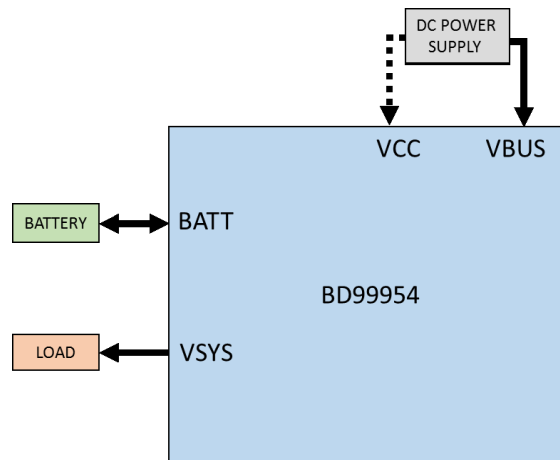 DC POWER
SUPPLY
VCC
VBUS
BATTERY
BATT
BD99954
LOAD
VSYS